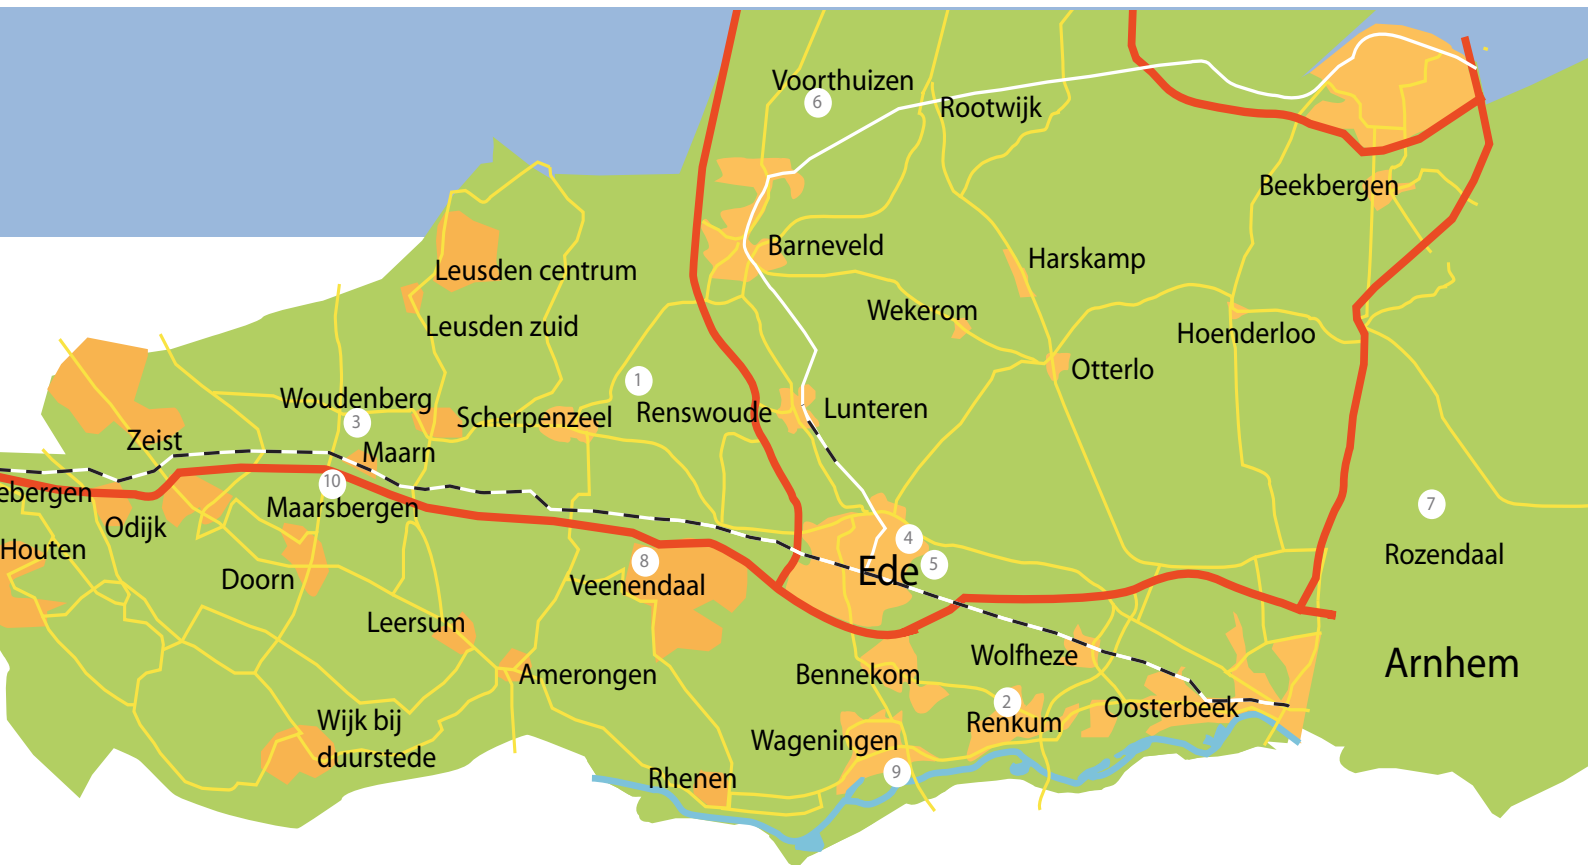 Voorthuizen
6
Rootwijk
Beekbergen
Barneveld
Harskamp
Leusden centrum
Wekerom
Leusden zuid
Hoenderloo
Otterlo
1
Woudenberg
Scherpenzeel
Renswoude
Lunteren
3
Zeist
Maarn
10
ebergen
Maarsbergen
7
Odijk
4
Houten
Rozendaal
8
5
Ede
Doorn
Veenendaal
Leersum
Wolfheze
Arnhem
Amerongen
Bennekom
2
Oosterbeek
Renkum
Wijk bij
duurstede
Wageningen
9
Rhenen